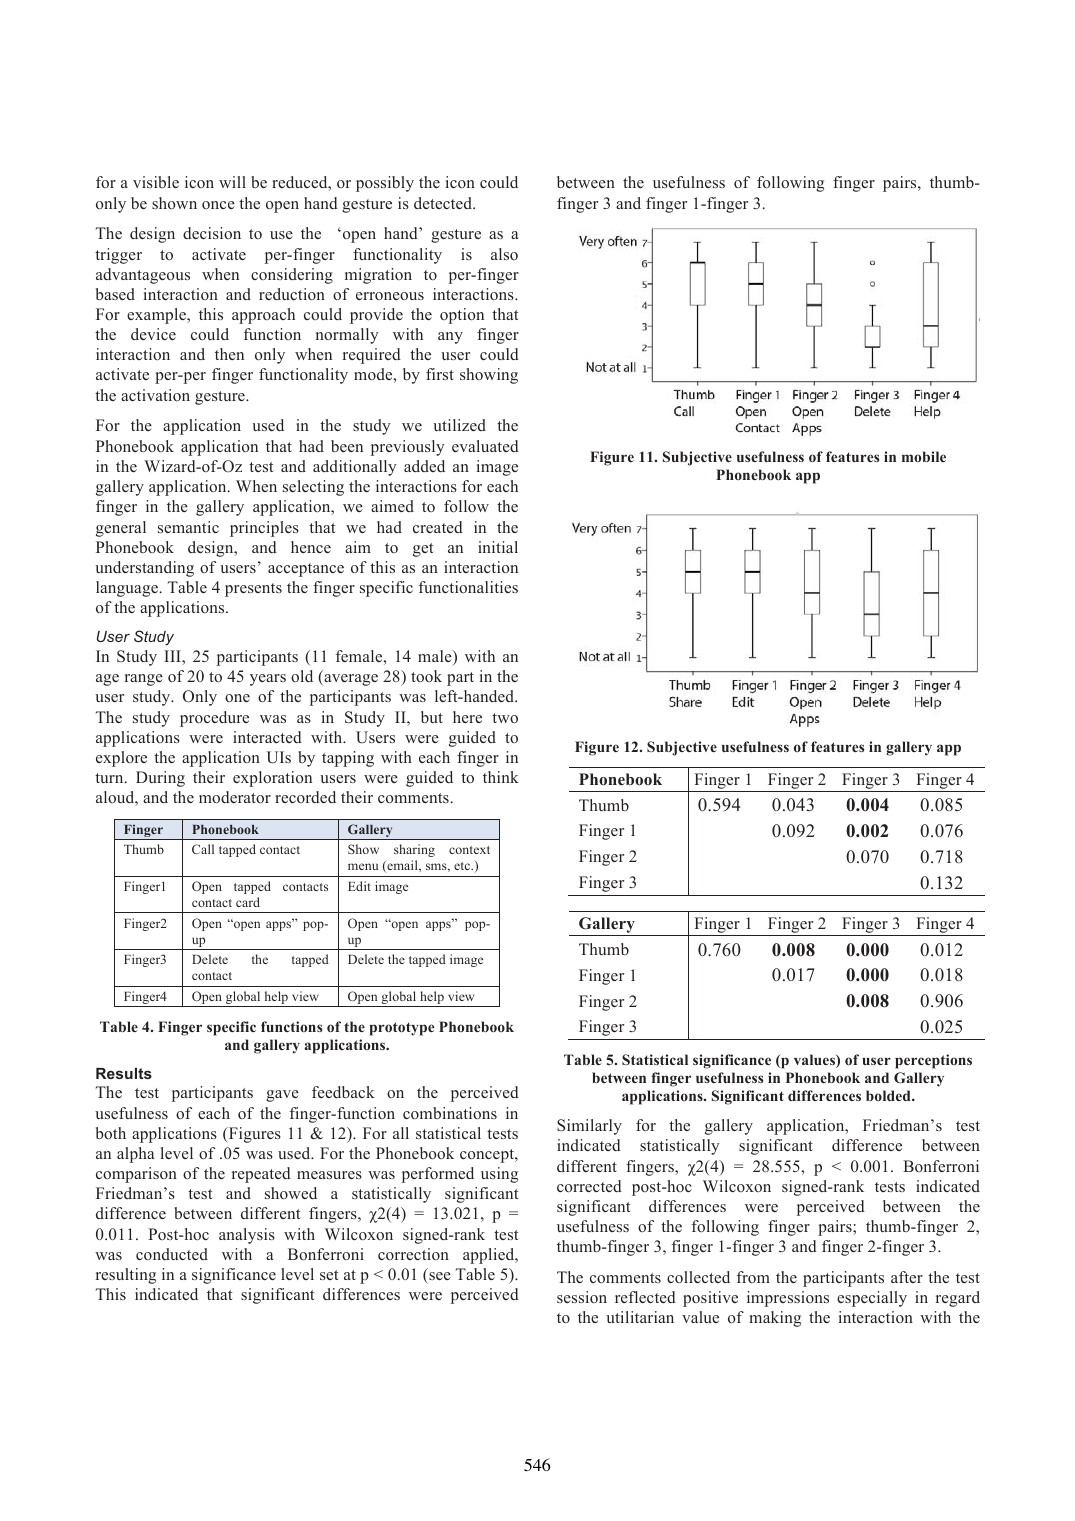 for a visible icon will be reduced, or possibly the icon could
only be shown once the open hand gesture is detected.
The design decision to use the ‘open hand’ gesture as a
trigger to activate per-finger functionality is also
advantageous when considering migration to per-finger
based interaction and reduction of erroneous interactions.
For example, this approach could provide the option that
the device could function normally with any finger
interaction and then only when required the user could
activate per-per finger functionality mode, by first showing
the activation gesture.
For the application used in the study we utilized the
Phonebook application that had been previously evaluated
in the Wizard-of-Oz test and additionally added an image
gallery application. When selecting the interactions for each
finger in the gallery application, we aimed to follow the
general semantic principles that we had created in the
Phonebook design, and hence aim to get an initial
understanding of users’ acceptance of this as an interaction
language. Table 4 presents the finger specific functionalities
of the applications.
User Study
In Study III, 25 participants (11 female, 14 male) with an
age range of 20 to 45 years old (average 28) took part in the
user study. Only one of the participants was left-handed.
The study procedure was as in Study II, but here two
applications were interacted with. Users were guided to
explore the application UIs by tapping with each finger in
turn. During their exploration users were guided to think
aloud, and the moderator recorded their comments.
Finger Phonebook Gallery
Thumb Call tapped contact Show sharing context
menu (email, sms, etc.)
Finger1 Open tapped contacts Edit image
contact card
Finger2 Open “open apps” pop- Open “open apps” pop-
up up
Finger3 Delete the tapped Delete the tapped image
contact
Finger4 Open global help view Open global help view
Table 4. Finger specific functions of the prototype Phonebook
and gallery applications.
Results
The test participants gave feedback on the perceived
usefulness of each of the finger-function combinations in
both applications (Figures 11 & 12). For all statistical tests
an alpha level of .05 was used. For the Phonebook concept,
comparison of the repeated measures was performed using
Friedman’s test and showed a statistically significant
difference between different fingers, χ2(4) = 13.021, p =
0.011. Post-hoc analysis with Wilcoxon signed-rank test
was conducted with a Bonferroni correction applied,
resulting in a significance level set at p < 0.01 (see Table 5).
This indicated that significant differences were perceived
between the usefulness of following finger pairs, thumb-
finger 3 and finger 1-finger 3.
Very often 7
6
5
4
3
2
Not at all 1
Thumb Finger 1 Finger 2 Finger 3 Finger 4
Call Open Open Delete Help
Contact Apps
Figure 11. Subjective usefulness of features in mobile
Phonebook app
Very often 7
6
5
4
3
2
Not at all 1
Thumb Finger 1 Finger 2 Finger 3 Finger 4
Share Edit Open Delete Help
Apps
Figure 12. Subjective usefulness of features in gallery app
Phonebook Finger 1 Finger 2 Finger 3 Finger 4
Thumb 0.594 0.043 0.004 0.085
Finger 1 0.092 0.002 0.076
Finger 2 0.070 0.718
Finger 3 0.132
Gallery Finger 1 Finger 2 Finger 3 Finger 4
Thumb 0.760 0.008 0.000 0.012
Finger 1 0.017 0.000 0.018
Finger 2 0.008 0.906
Finger 3 0.025
Table 5. Statistical significance (p values) of user perceptions
between finger usefulness in Phonebook and Gallery
applications. Significant differences bolded.
Similarly for the gallery application, Friedman’s test
indicated statistically significant difference between
different fingers, χ2(4) = 28.555, p < 0.001. Bonferroni
corrected post-hoc Wilcoxon signed-rank tests indicated
significant differences were perceived between the
usefulness of the following finger pairs; thumb-finger 2,
thumb-finger 3, finger 1-finger 3 and finger 2-finger 3.
The comments collected from the participants after the test
session reflected positive impressions especially in regard
to the utilitarian value of making the interaction with the
546